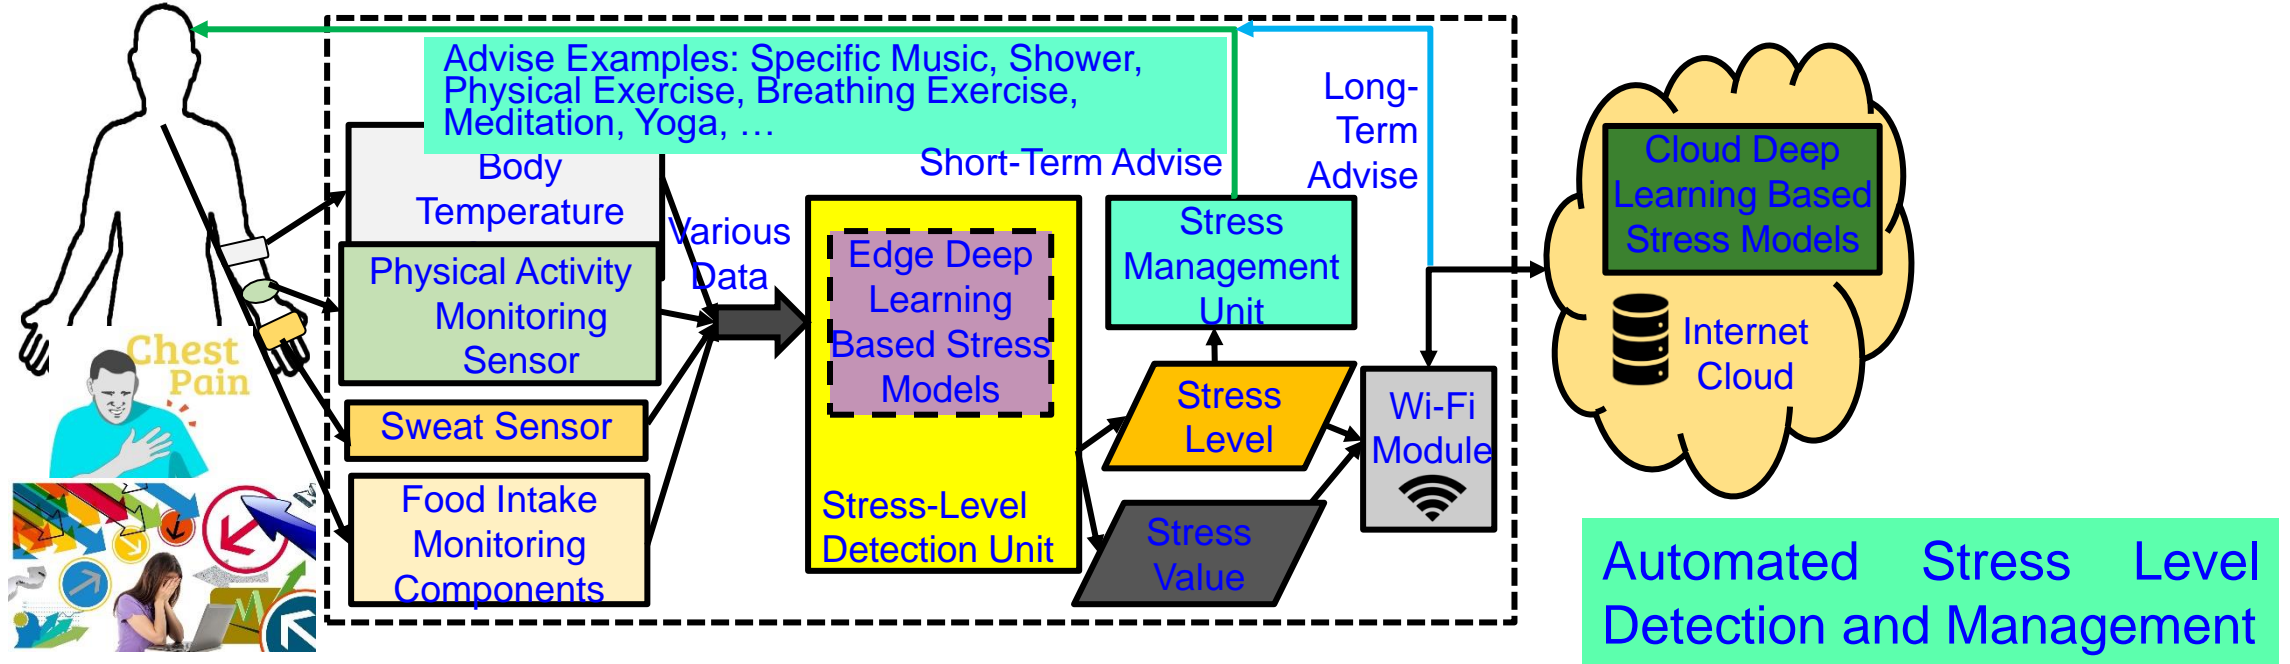 Advise Examples: Specific Music, Shower,
Physical Exercise, Breathing Exercise,
Meditation, Yoga, …
Long-
Term
Advise
Short-Term Advise
Body
Temperature
Various
Data
Physical Activity
Monitoring
Sensor
Sweat Sensor
Food Intake
Monitoring
Components
Chest
Pain
Edge Deep
Learning
Based Stress
Models
Stress-Level
Detection Unit
Stress
Management
Unit
Stress
Level
Stress
Value
Wi-Fi
Module
Cloud Deep
Learning Based
Stress Models
Internet
Cloud
Automated Stress Level
Detection and Management